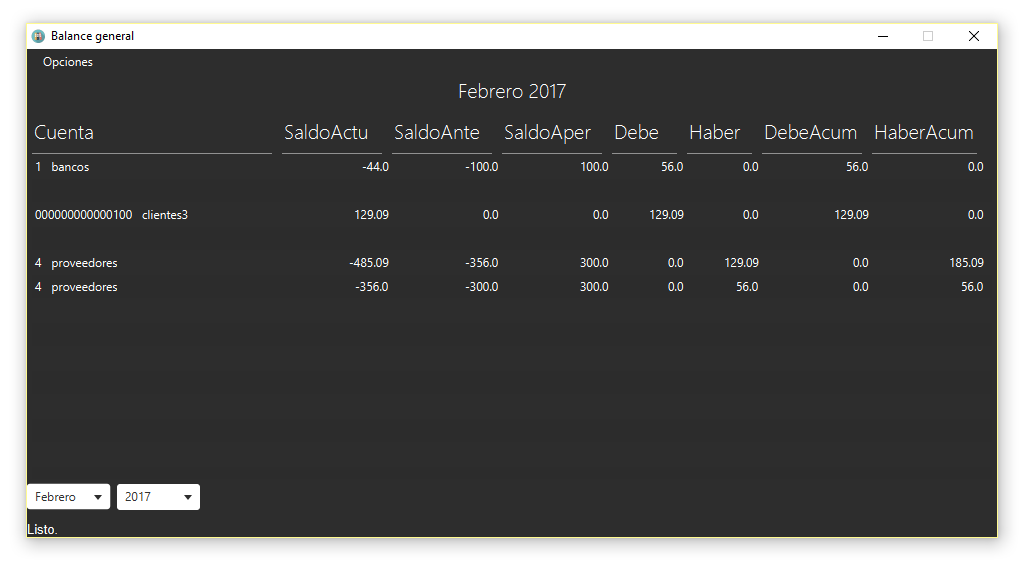 Balance general
Opciones
Febrero 2017
Cuenta SaldoActu SaldoAnte SaldoAper Debe Haber DebeAcum HaberAcum
1 bancos -44.0 -100.0 100.0 56.0 0.0 56.0 0.0
000000000000100 clientes3 129.09 0.0 0.0 129.09 0.0 129.09 0.0
4 proveedores -485.09 -356.0 300.0 0.0 129.09 0.0 185.09
4 proveedores -356.0 -300.0 300.0 0.0 56.0 0.0 56.0
Febrero 2017
Listo.